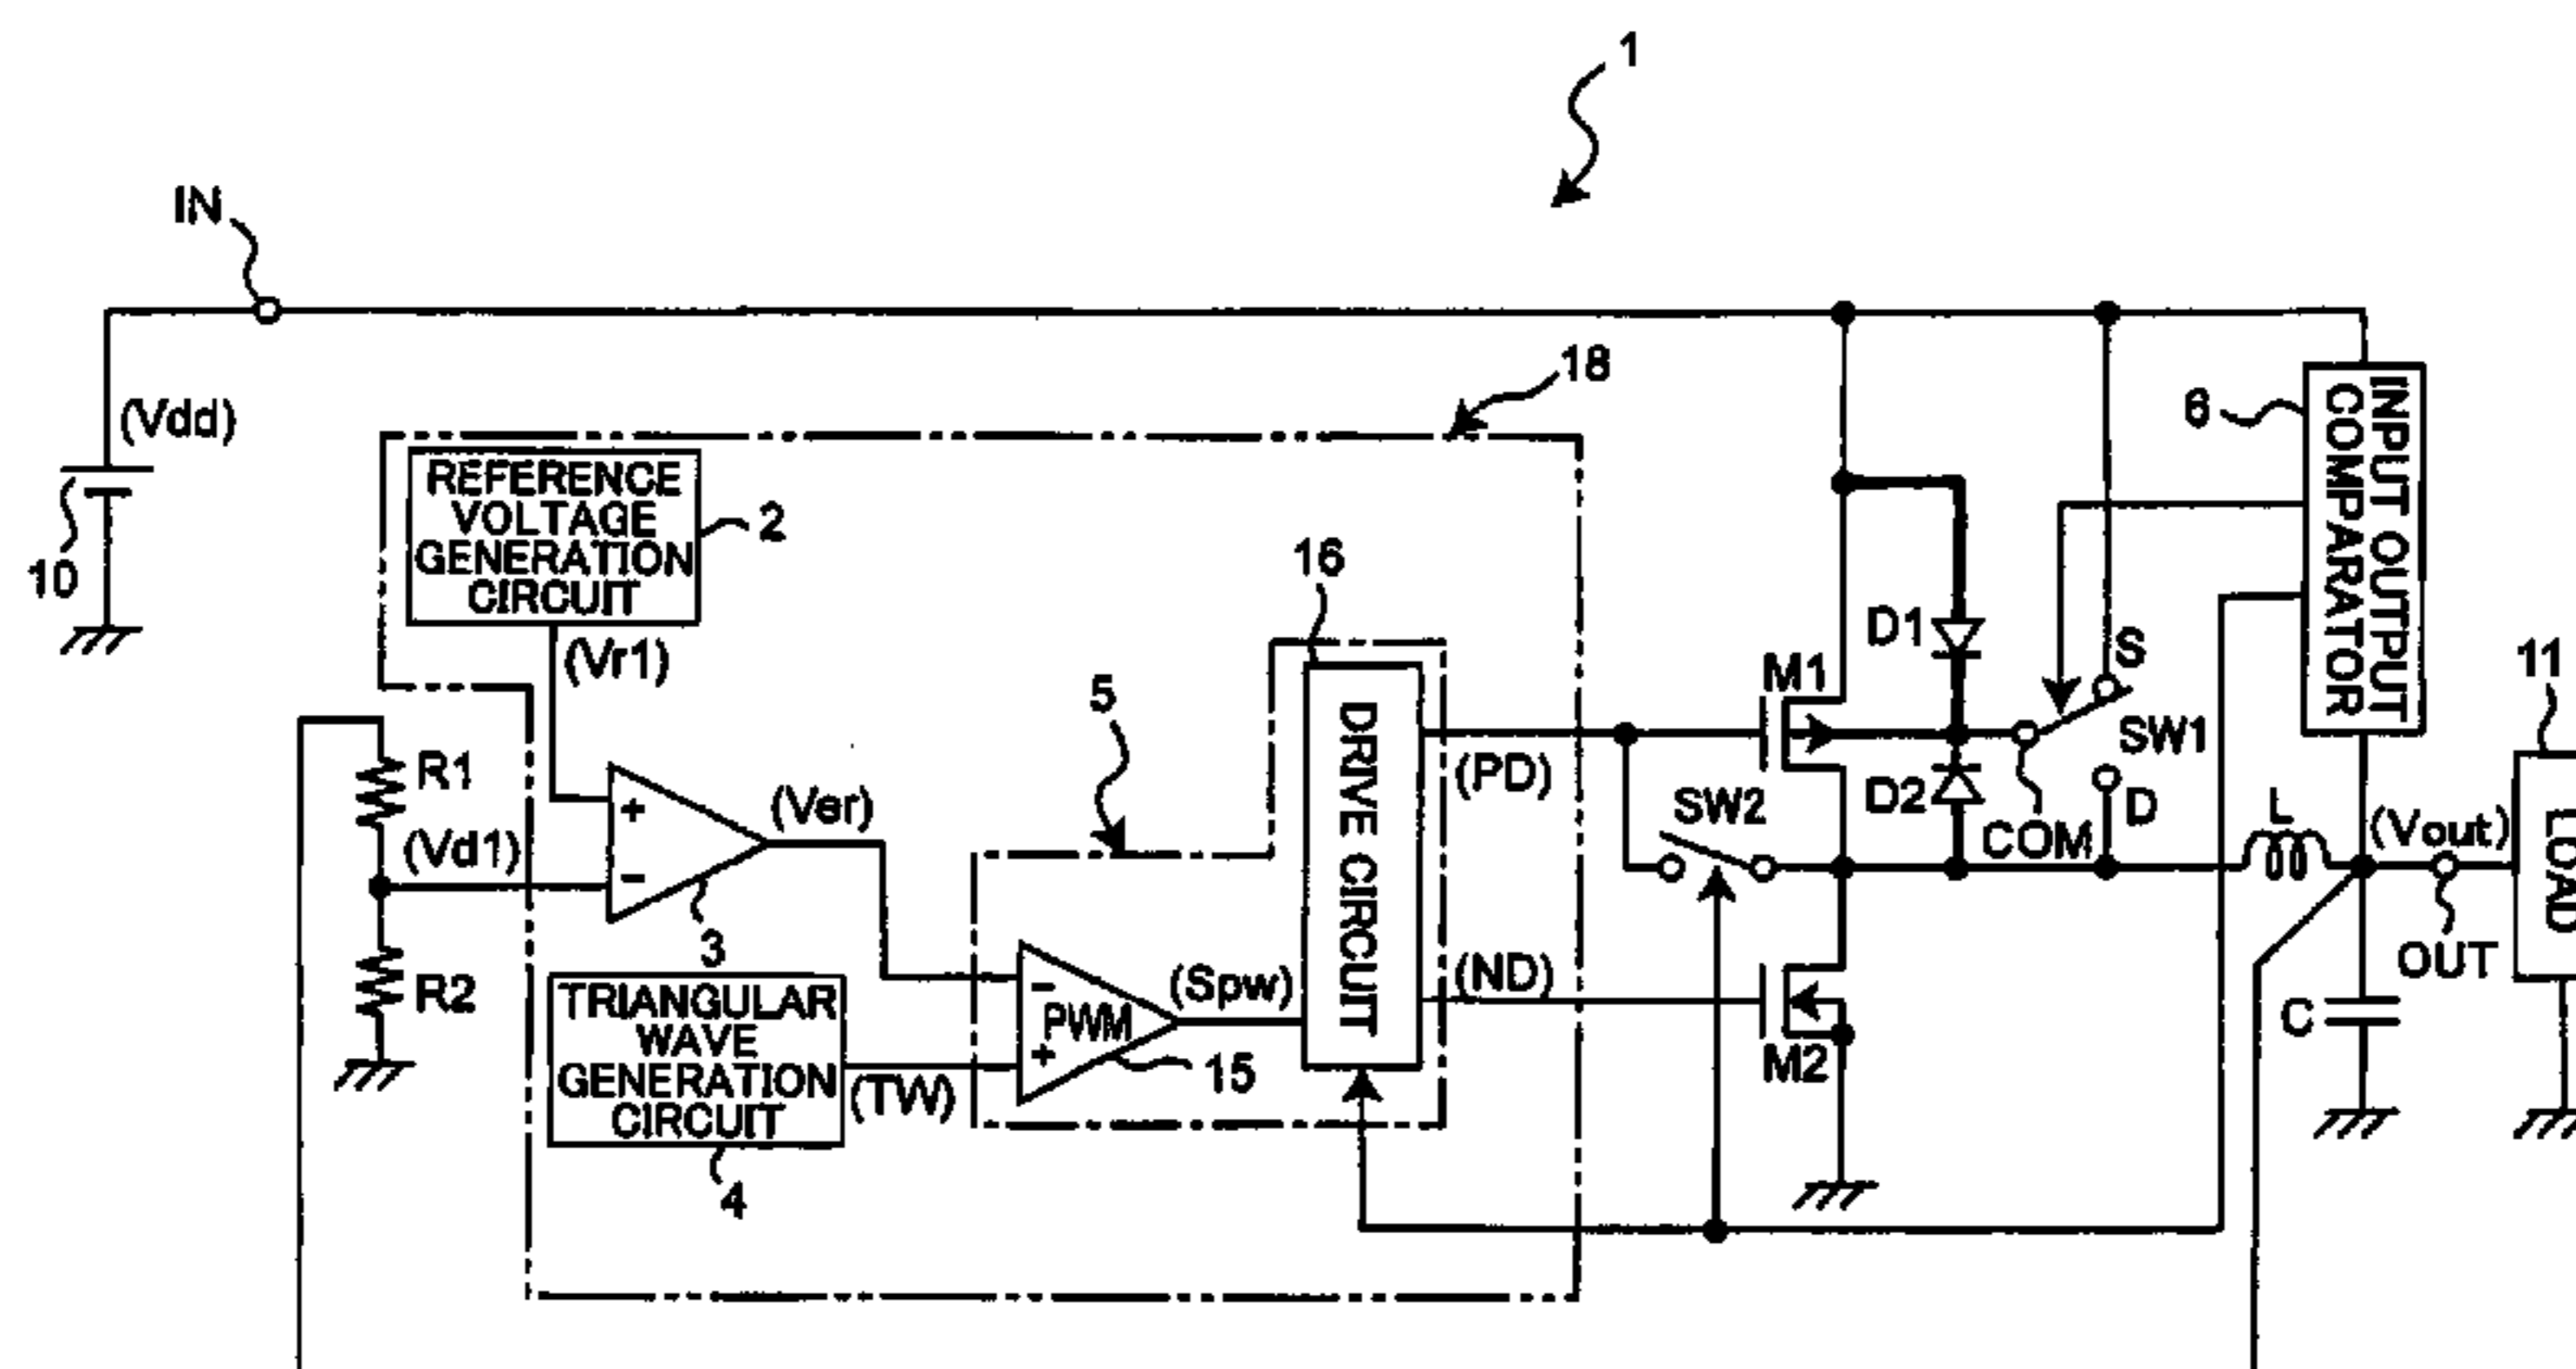 1
IN
(Vdd)
10
18
REFERENCE
VOLTAGE
GENERATION
CIRCUIT
2
(Vr1)
6
INPUT OUTPUT
COMPARATOR
16
5
DRIVE CIRCUIT
D1
S
M1
SW1
11
R1
(Vd1)
+
-
3
(Ver)
(PD)
SW2
D2
COM
D
L
(Vout)
OUT
LOAD
R2
TRIANGULAR
WAVE
GENERATION
CIRCUIT
4
(TW)
-
PWM
+
15
(Spw)
(ND)
M2
C